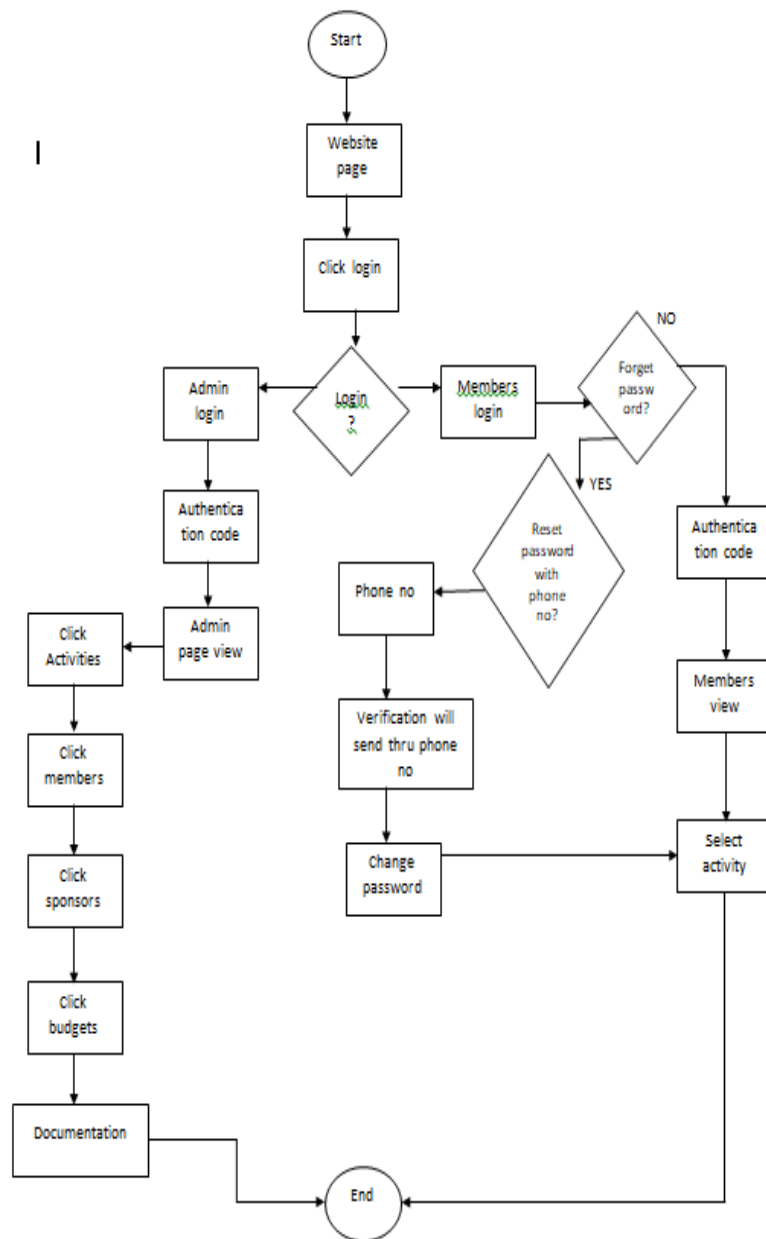 Start
Website
page
Click login
Login
?
Admin
login
Members
login
Forget
passw
ord?
NO
YES
Authentica
tion code
Admin
page view
Click
Activities
Click
members
Click
sponsors
Click
budgets
Documentation
Reset
password
with
phone
no?
Phone no
Verification will
send thru phone
no
Change
password
Authentica
tion code
Members
view
Select
activity
End